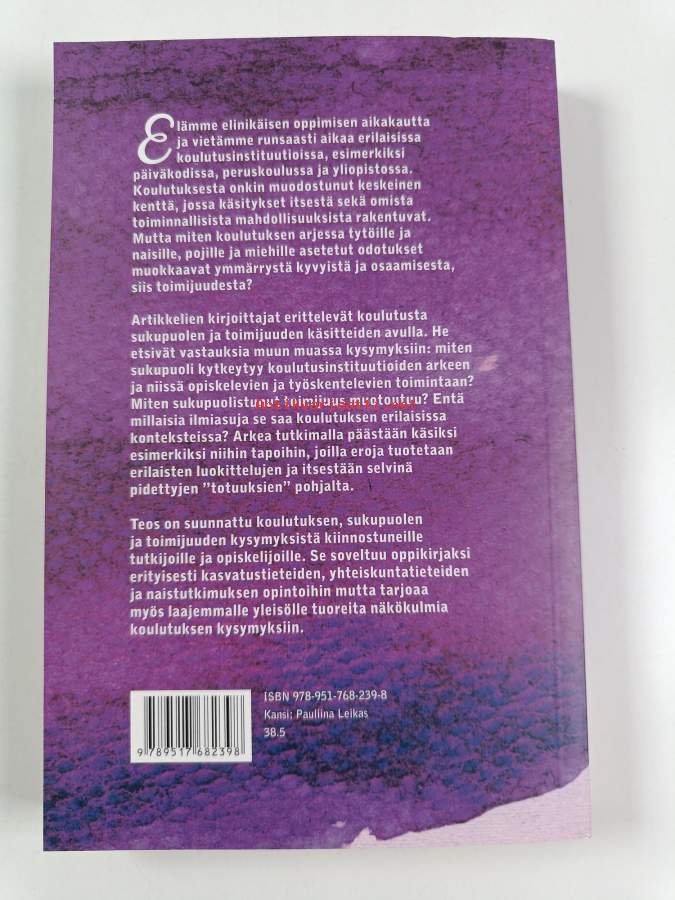 Elämme elinikäisen oppimisen aikakautta
ja vietämme runsaasti aikaa erilaisissa
koulutusinstituutioissa, esimerkiksi
päiväkodissa, peruskoulussa ja yliopistossa.
Koulutuksesta onkin muodostunut keskeinen
kenttä, jossa käsitykset itsestä sekä omista
toiminnallisista mahdollisuuksista rakentuvat.
Mutta miten koulutuksen arjessa tytöille ja
naisille, pojille ja miehille asetetut odotukset
muokkaavat ymmärrystä kyvyistä ja osaamisesta,
siis toimijuudesta?
Artikkelien kirjoittajat erittelevät koulutusta
sukupuolen ja toimijuuden käsitteiden avulla. He
etsivät vastauksia muun muassa kysymyksiin: miten
sukupuoli kytkeytyy koulutusinstituutioiden arkeen
ja niissä opiskelevien ja työskentelevien toimintaan?
Miten sukupuolistunut toimijuus muotoutuu? Entä
millaisia ilmiasuja se saa koulutuksen erilaisissa
konteksteissa? Arkea tutkimalla päästään käsiksi
esimerkiksi niihin tapoihin, joilla eroja tuotetaan
erilaisten luokittelujen ja itsestään selvinä
pidettyjen ”totuuksien” pohjalta.
Teos on suunnattu koulutuksen, sukupuolen
ja toimijuuden kysymyksistä kiinnostuneille
tutkijoille ja opiskelijoille. Se soveltuu oppikirjaksi
erityisesti kasvatustieteiden, yhteiskuntatieteiden
ja naistutkimuksen opintoihin mutta tarjoaa
myös laajemmalle yleisölle tuoreita näkökulmia
koulutuksen kysymyksiin.
ISBN 978-951-768-239-8
Kansi: Pauliina Leikas
38.5
9 789517 682398